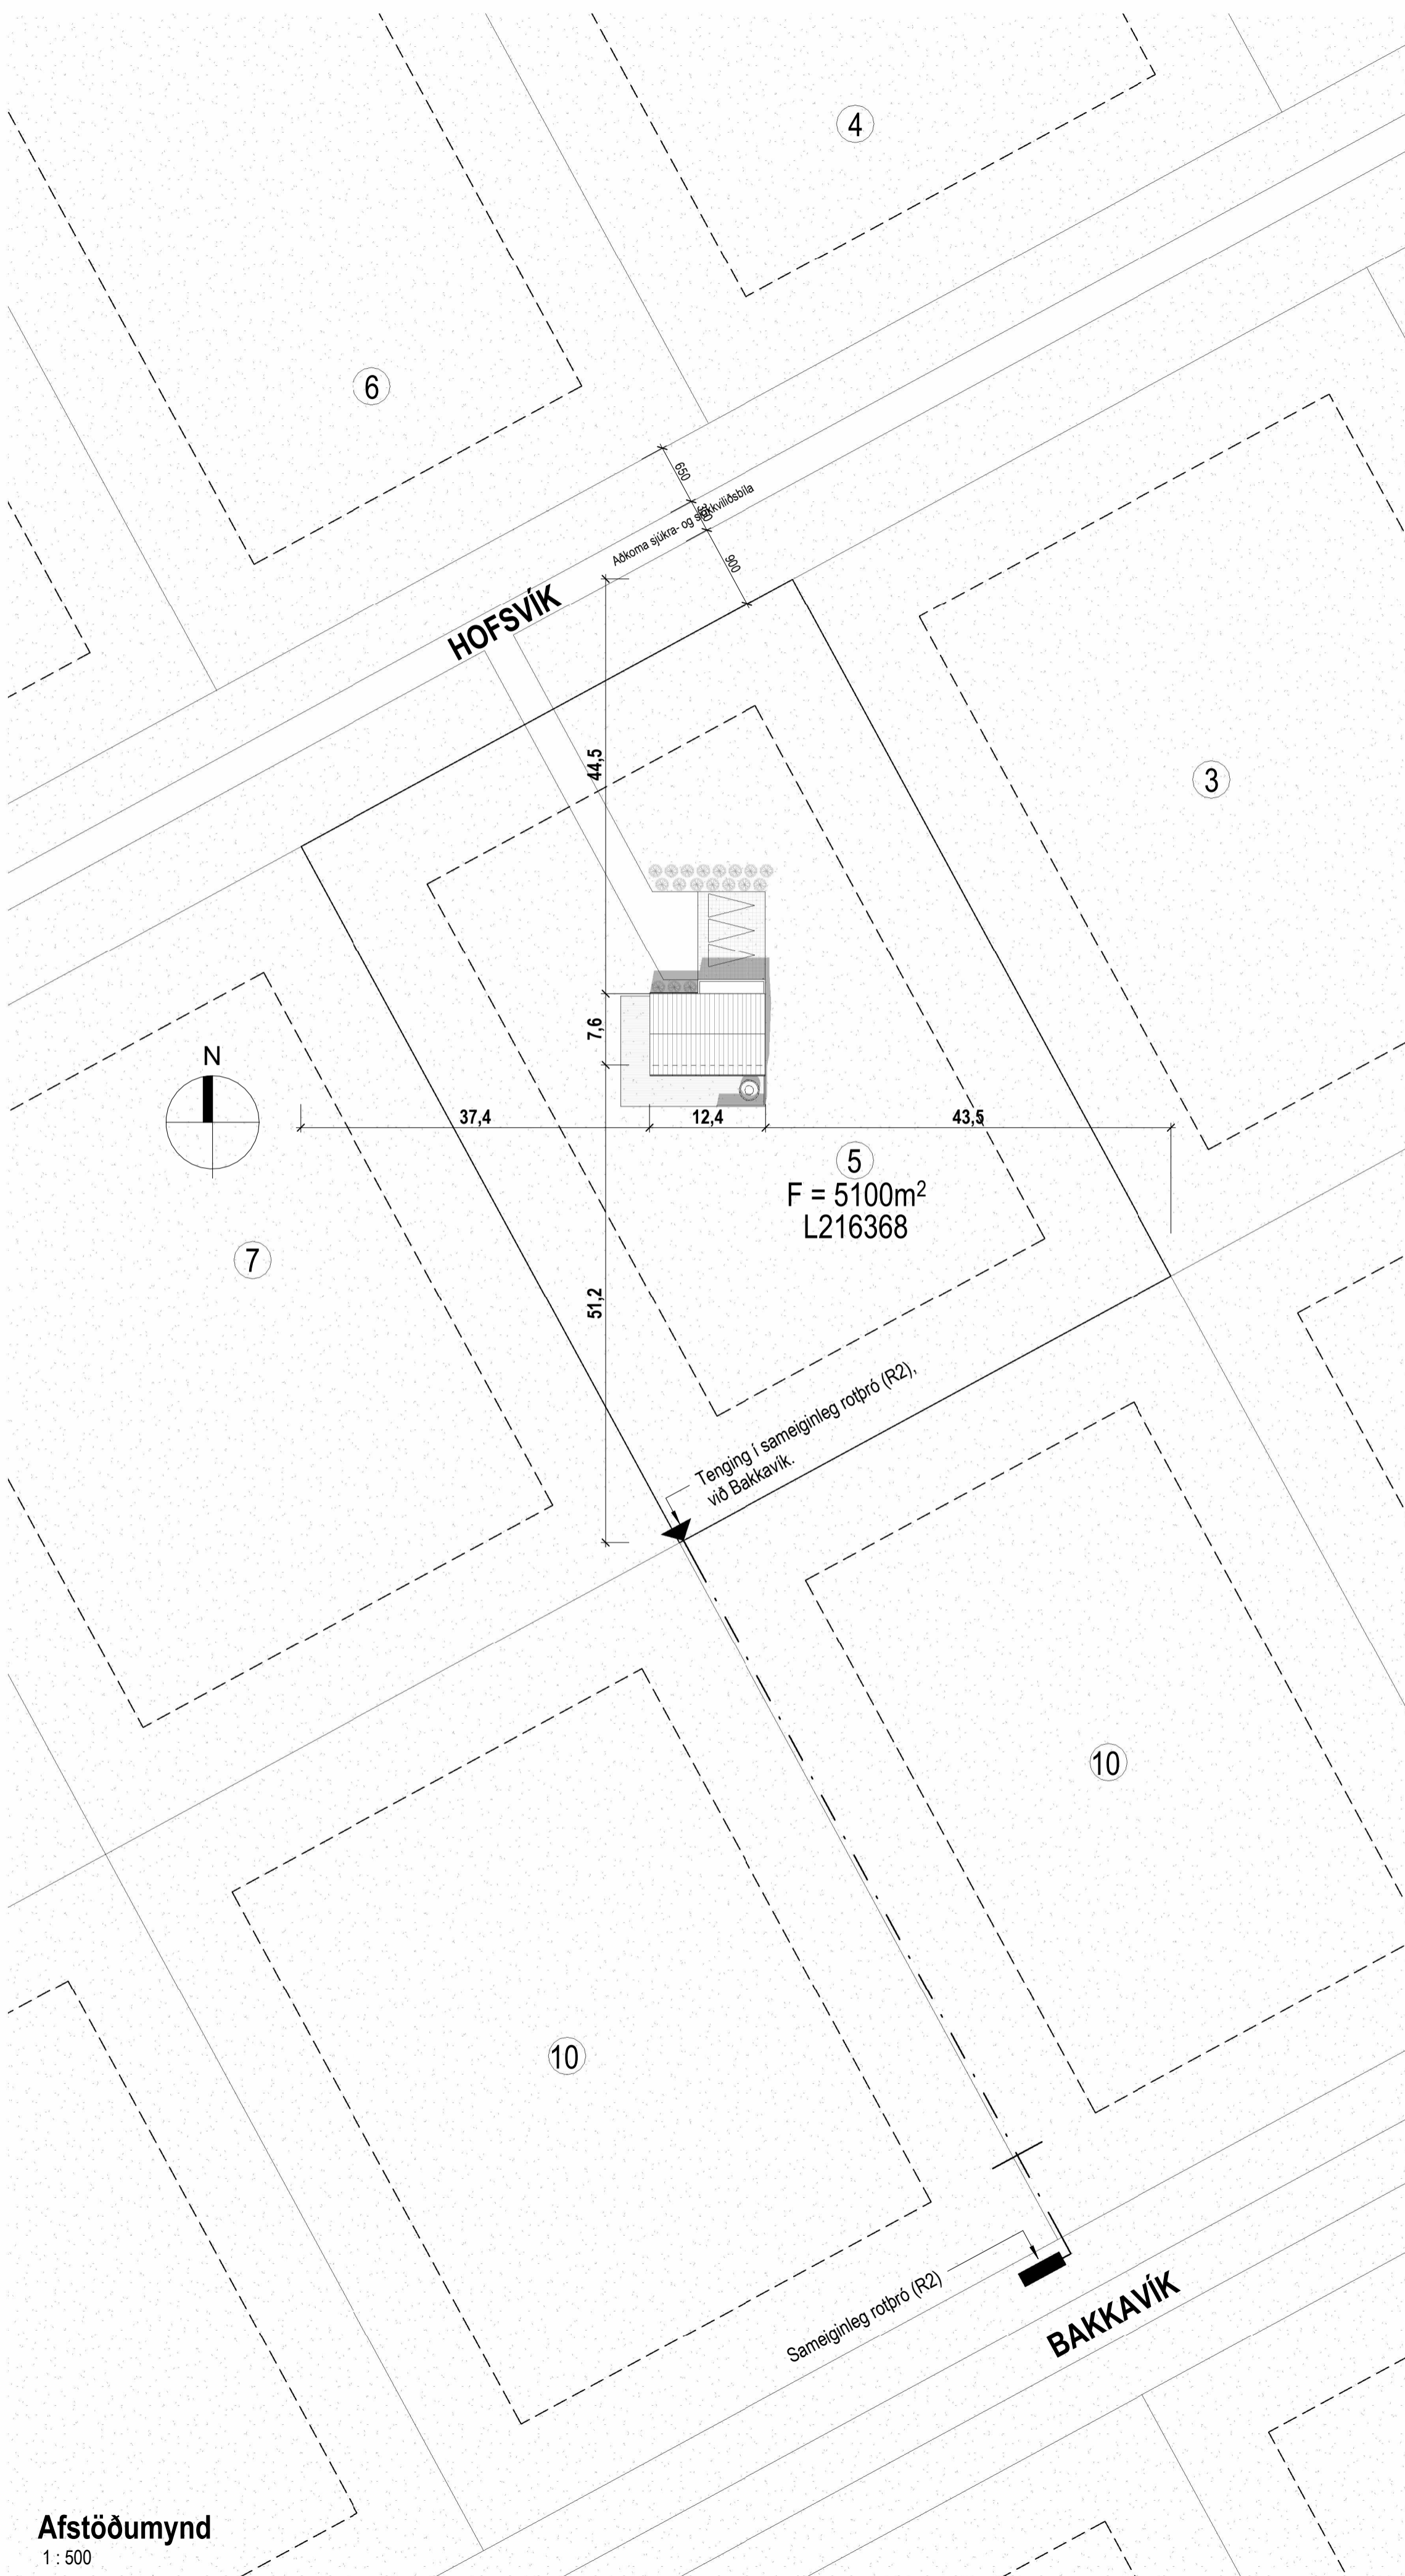 4
6
650
900
Aðkoma sjúkra- og slökkviliðsbíla
HOFSVÍK
44,5
3
7,6
N
37,4
12,4
43,5
5
F = 5100m²
L216368
7
51,2
Tenging í sameiginleg rotþró (R2),
við Bakkavík.
10
10
Sameiginleg rotþró (R2)
BAKKAVÍK
Afstöðumynd
1 : 500